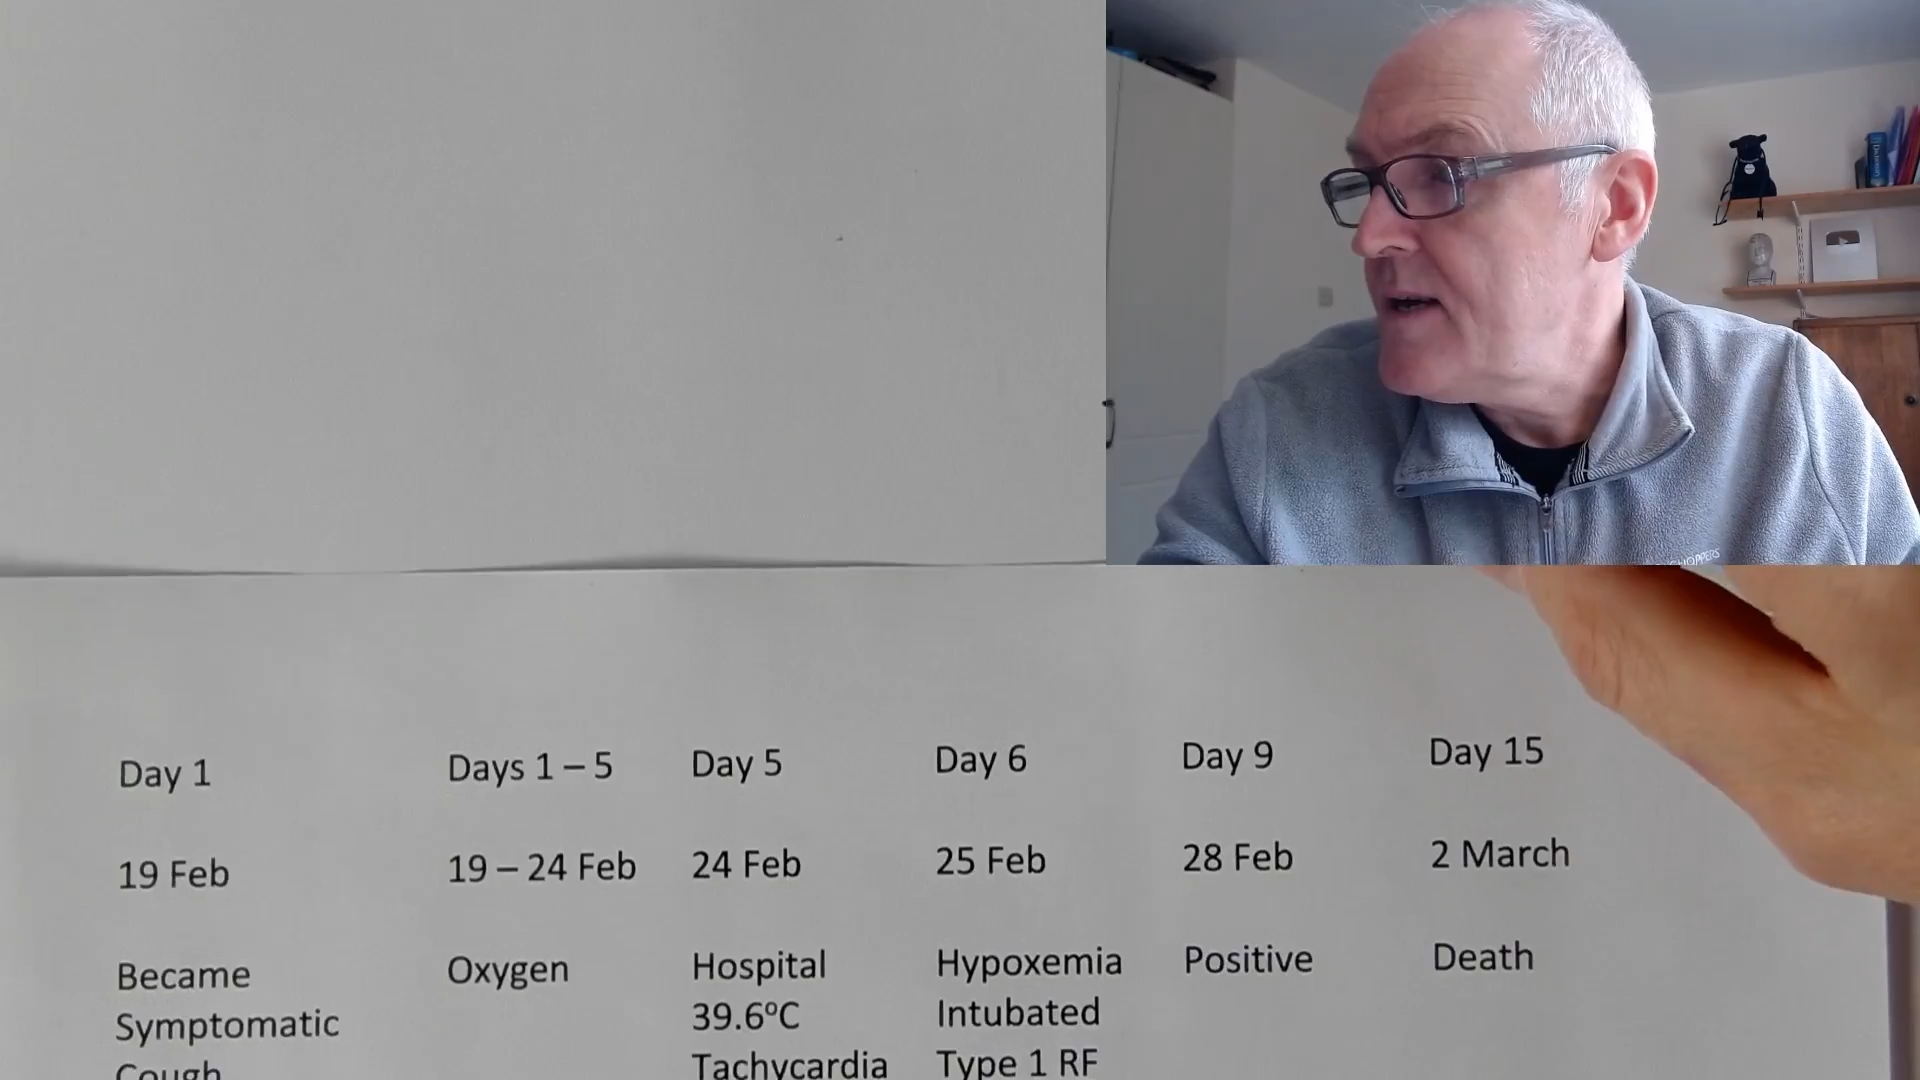 Day 1
Days 1 – 5
Day 5
Day 6
Day 9
Day 15
19 Feb
19 – 24 Feb
24 Feb
25 Feb
28 Feb
2 March
Became
Symptomatic
Cough
Oxygen
Hospital
39.6ºC
Tachycardia
Hypoxemia
Intubated
Type 1 RF
Positive
Death